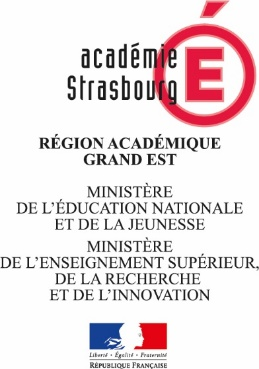 académie
Strasbourg
É
RÉGION ACADÉMIQUE
GRAND EST
MINISTÈRE
DE L'ÉDUCATION NATIONALE
ET DE LA JEUNESSE
MINISTÈRE
DE L'ENSEIGNEMENT SUPÉRIEUR,
DE LA RECHERCHE
ET DE L'INNOVATION
Liberté • Égalité • Fraternité
RÉPUBLIQUE FRANÇAISE